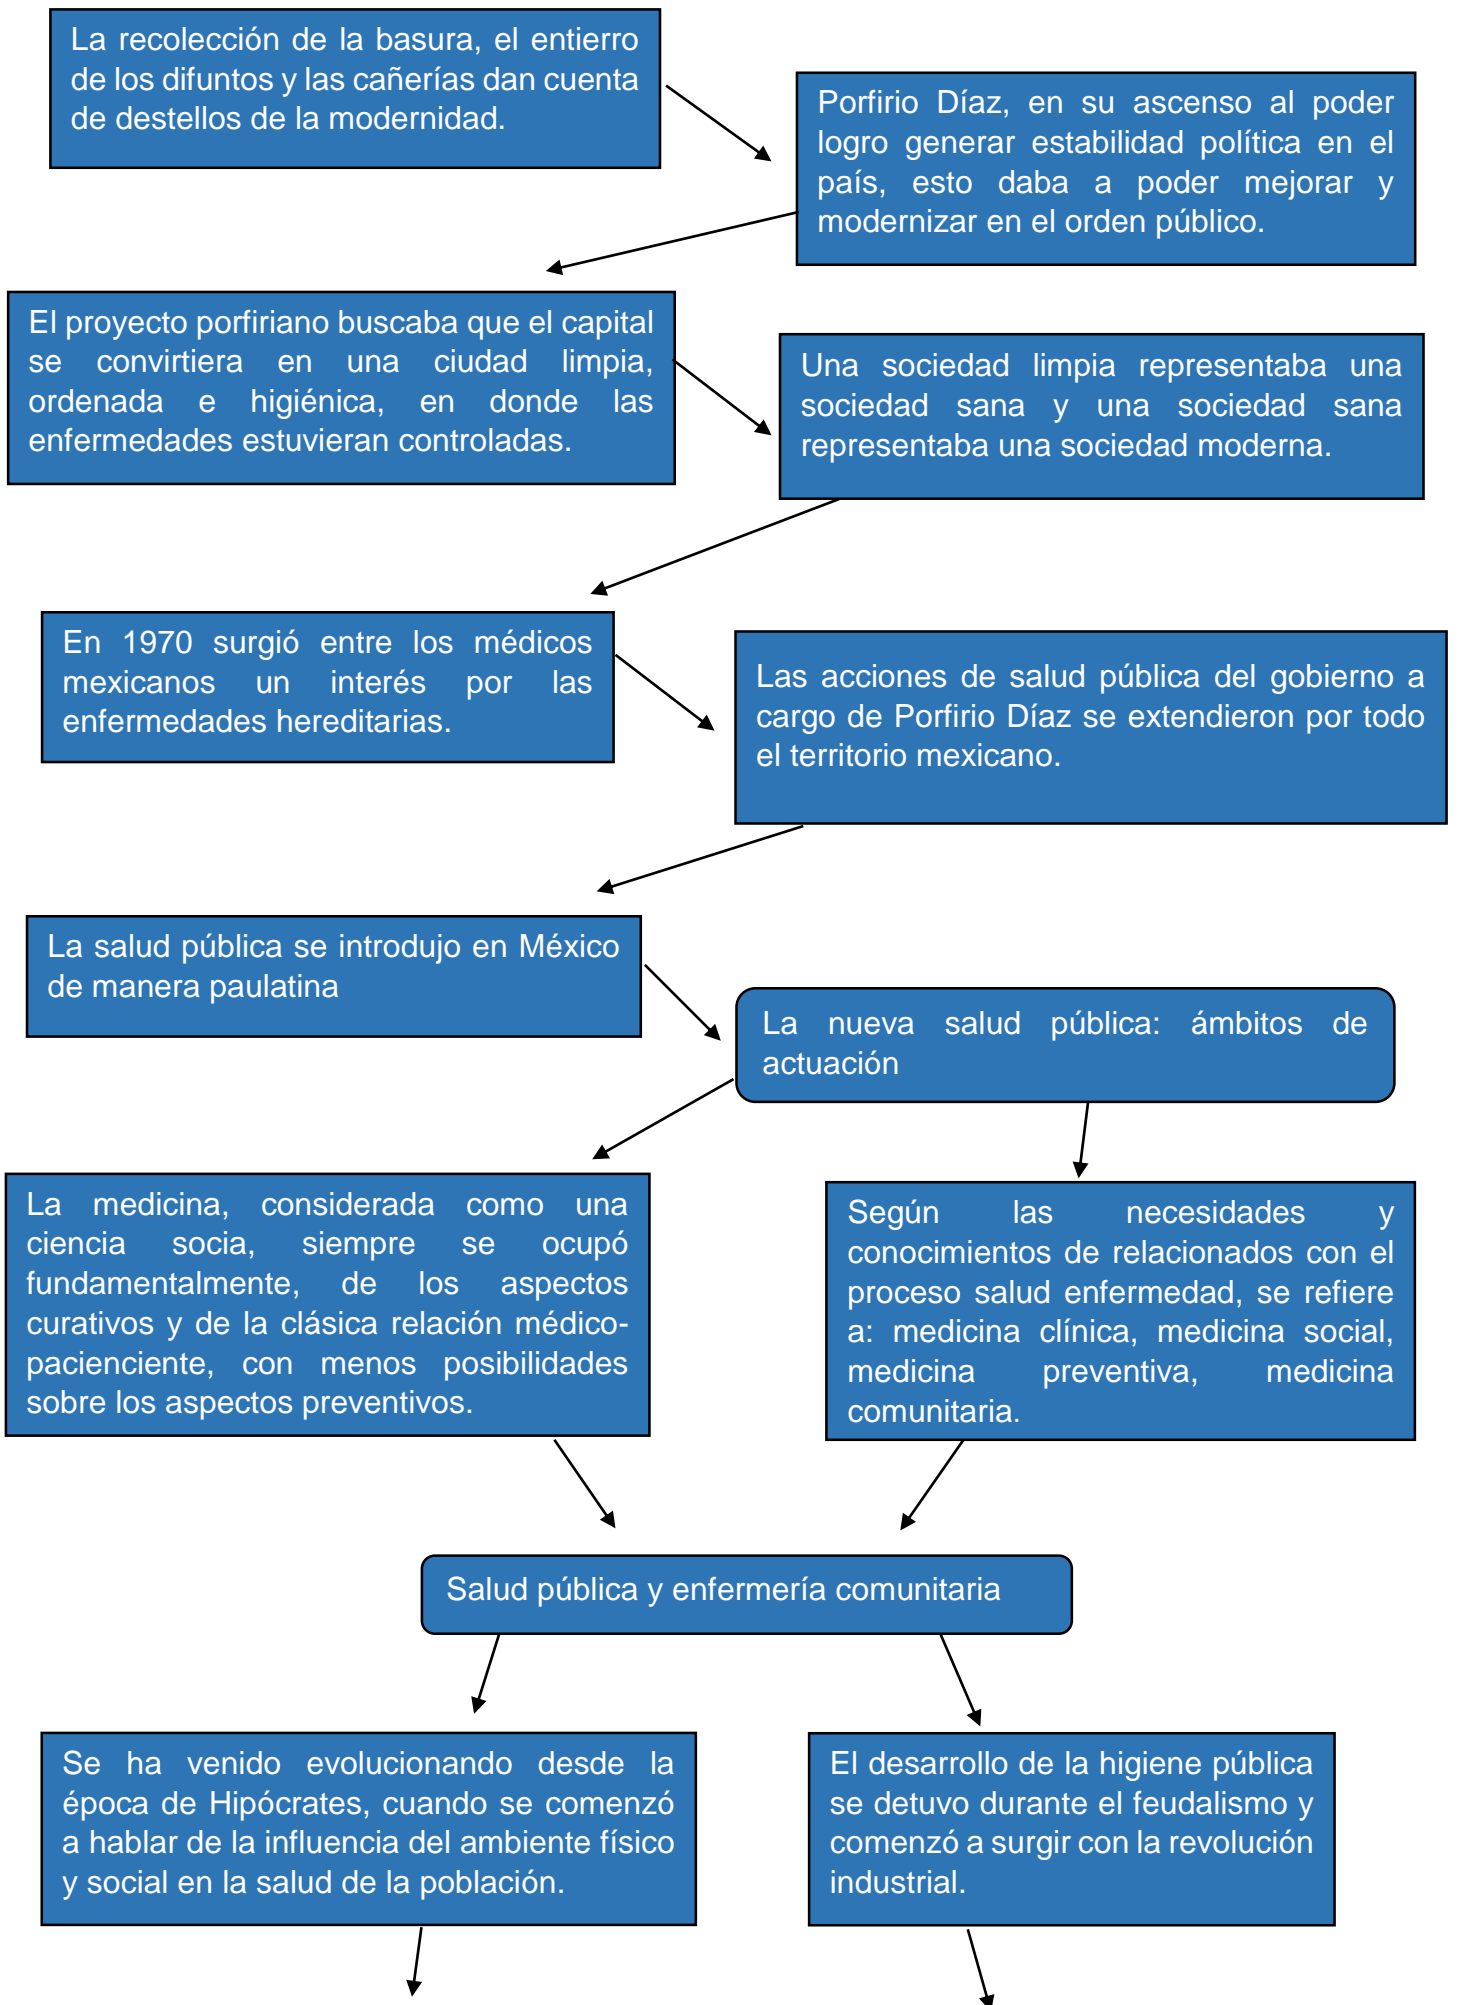 La recolección de la basura, el entierro
de los difuntos y las cañerías dan cuenta
de destellos de la modernidad.
Porfirio Díaz, en su ascenso al poder
logro generar estabilidad política en el
país, esto daba a poder mejorar y
modernizar en el orden público.
El proyecto porfiriano buscaba que el capital
se convirtiera en una ciudad limpia,
ordenada e higiénica, en donde las
enfermedades estuvieran controladas.
Una sociedad limpia representaba una
sociedad sana y una sociedad sana
representaba una sociedad moderna.
En 1970 surgió entre los médicos
mexicanos un interés por las
enfermedades hereditarias.
Las acciones de salud pública del gobierno a
cargo de Porfirio Díaz se extendieron por todo
el territorio mexicano.
La salud pública se introdujo en México
de manera paulatina
La nueva salud pública: ámbitos de
actuación
La medicina, considerada como una
ciencia socia, siempre se ocupó
fundamentalmente, de los aspectos
curativos y de la clásica relación médico-
pacienciente, con menos posibilidades
sobre los aspectos preventivos.
Según las necesidades y
conocimientos de relacionados con el
proceso salud enfermedad, se refiere
a: medicina clínica, medicina social,
medicina preventiva, medicina
comunitaria.
Salud pública y enfermería comunitaria
Se ha venido evolucionando desde la
época de Hipócrates, cuando se comenzó
a hablar de la influencia del ambiente físico
y social en la salud de la población.
El desarrollo de la higiene pública
se detuvo durante el feudalismo y
comenzó a surgir con la revolución
industrial.